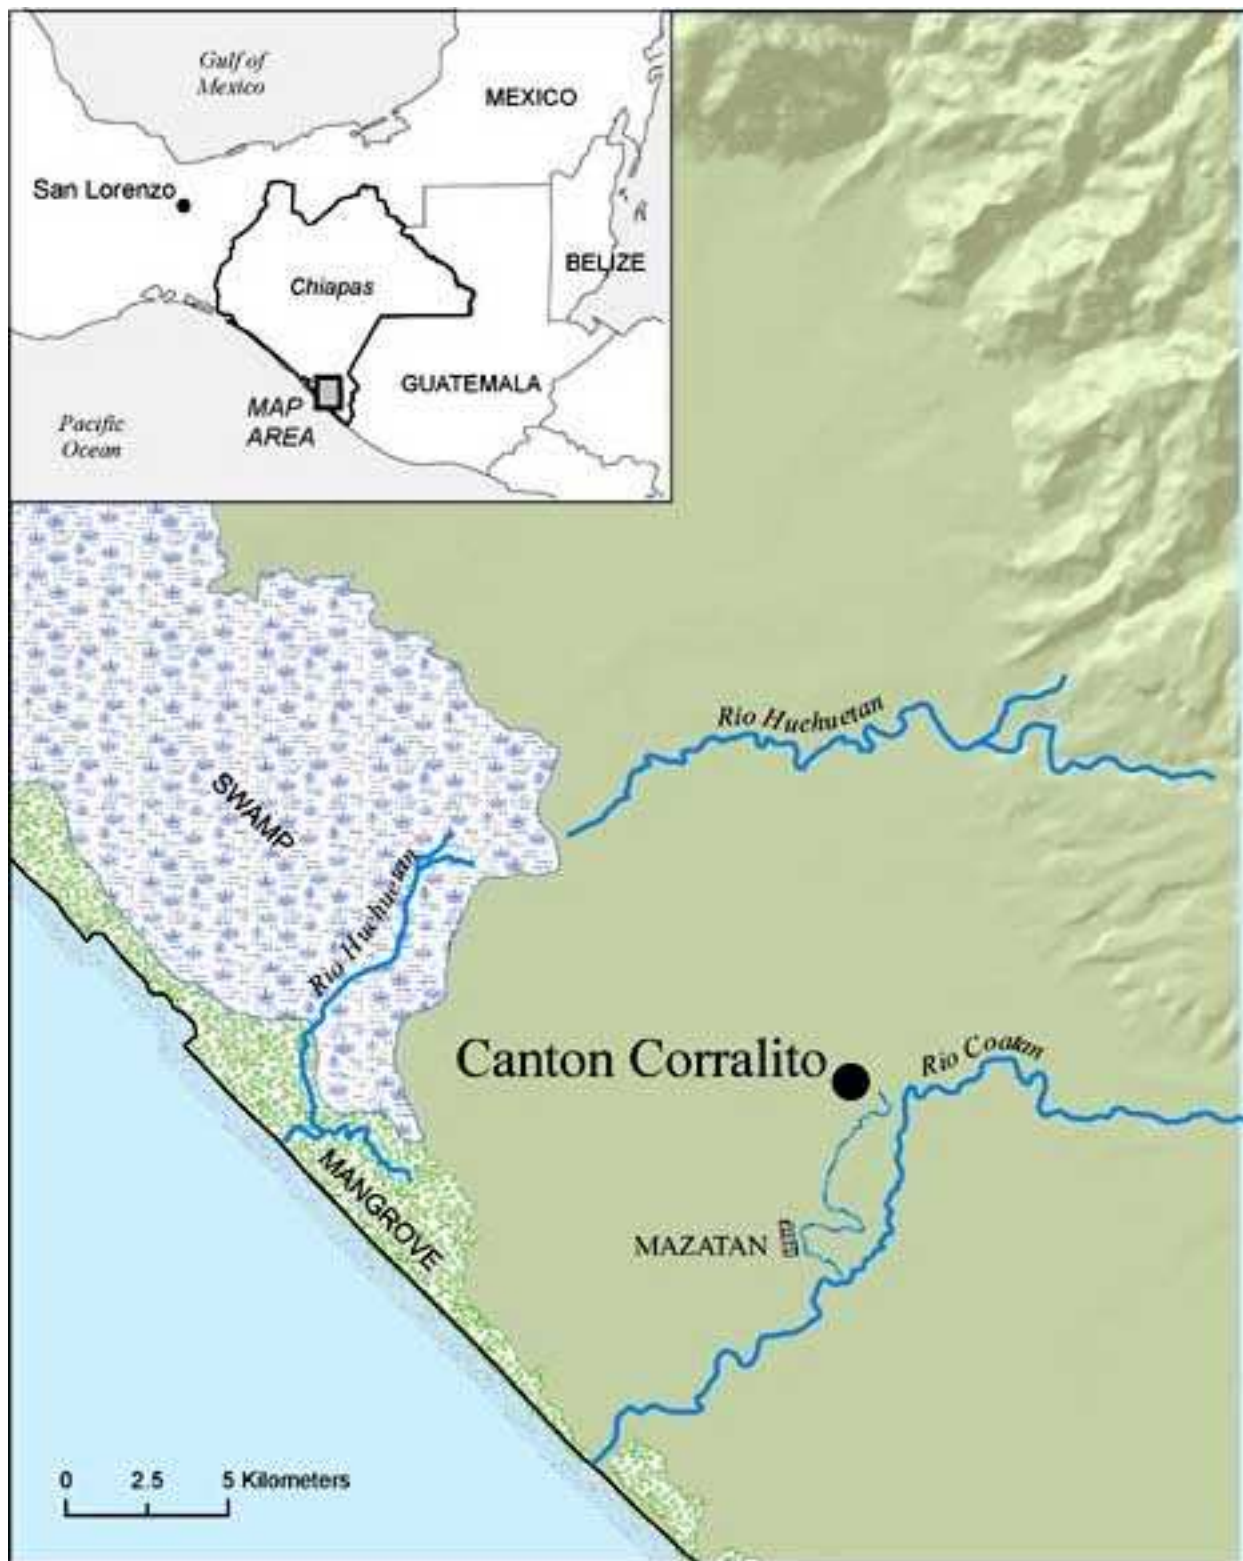 Gulf of
Mexico
MEXICO
San Lorenzo
BELIZE
Chiapas
GUATEMALA
MAP
AREA
Pacific
Ocean
Rio Huehuetan
SWAMP
Rio Huehuetan
Canton Corralito
Rio Coatan
MANGROVE
MAZATAN
0 2.5 5 Kilometers